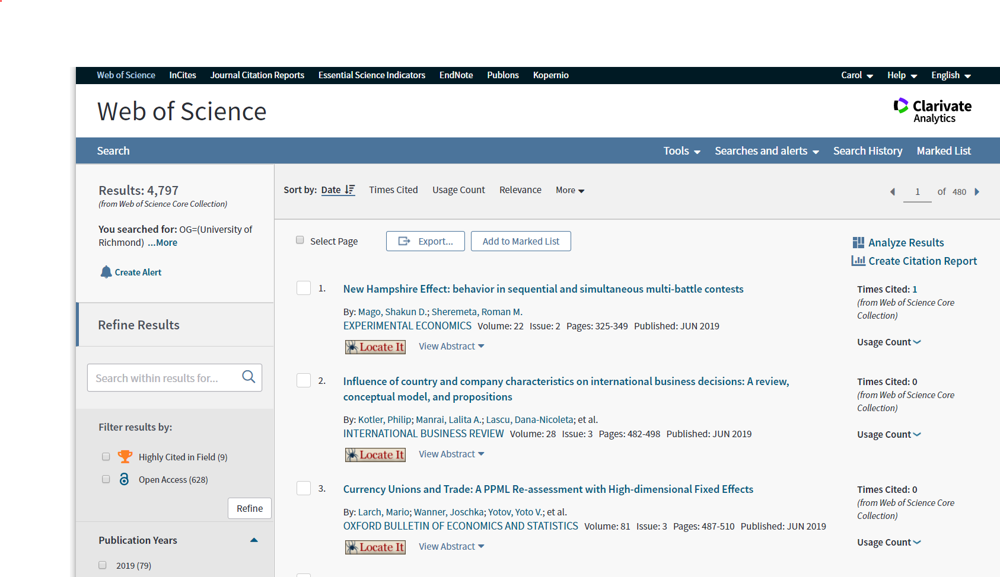 Web of Science InCites Journal Citation Reports Essential Science Indicators EndNote Publons Kopernio Carol Help English
Web of Science
Clarivate
Analytics
Search Tools Searches and alerts Search History Marked List
Results: 4,797
(from Web of Science Core Collection)
You searched for: OG=(University of
Richmond) ...More
Create Alert
Refine Results
Search within results for...
Filter results by:
Highly Cited in Field (9)
Open Access (628)
Refine
Publication Years
2019 (79)
Sort by: Date Times Cited Usage Count Relevance More
1 of 480
Select Page Export... Add to Marked List
Analyze Results
Create Citation Report
1. New Hampshire Effect: behavior in sequential and simultaneous multi-battle contests
By: Mago, Shakun D.; Sheremeta, Roman M.
EXPERIMENTAL ECONOMICS Volume: 22 Issue: 2 Pages: 325-349 Published: JUN 2019
Locate It View Abstract
Times Cited: 1
(from Web of Science Core
Collection)
Usage Count
2. Influence of country and company characteristics on international business decisions: A review,
conceptual model, and propositions
By: Kotler, Philip; Manrai, Lalita A.; Lascu, Dana-Nicoleta; et al.
INTERNATIONAL BUSINESS REVIEW Volume: 28 Issue: 3 Pages: 482-498 Published: JUN 2019
Locate It View Abstract
Times Cited: 0
(from Web of Science Core
Collection)
Usage Count
3. Currency Unions and Trade: A PPML Re-assessment with High-dimensional Fixed Effects
By: Larch, Mario; Wanner, Joschka; Yotov, Yoto V.; et al.
OXFORD BULLETIN OF ECONOMICS AND STATISTICS Volume: 81 Issue: 3 Pages: 487-510 Published: JUN 2019
Locate It View Abstract
Times Cited: 0
(from Web of Science Core
Collection)
Usage Count